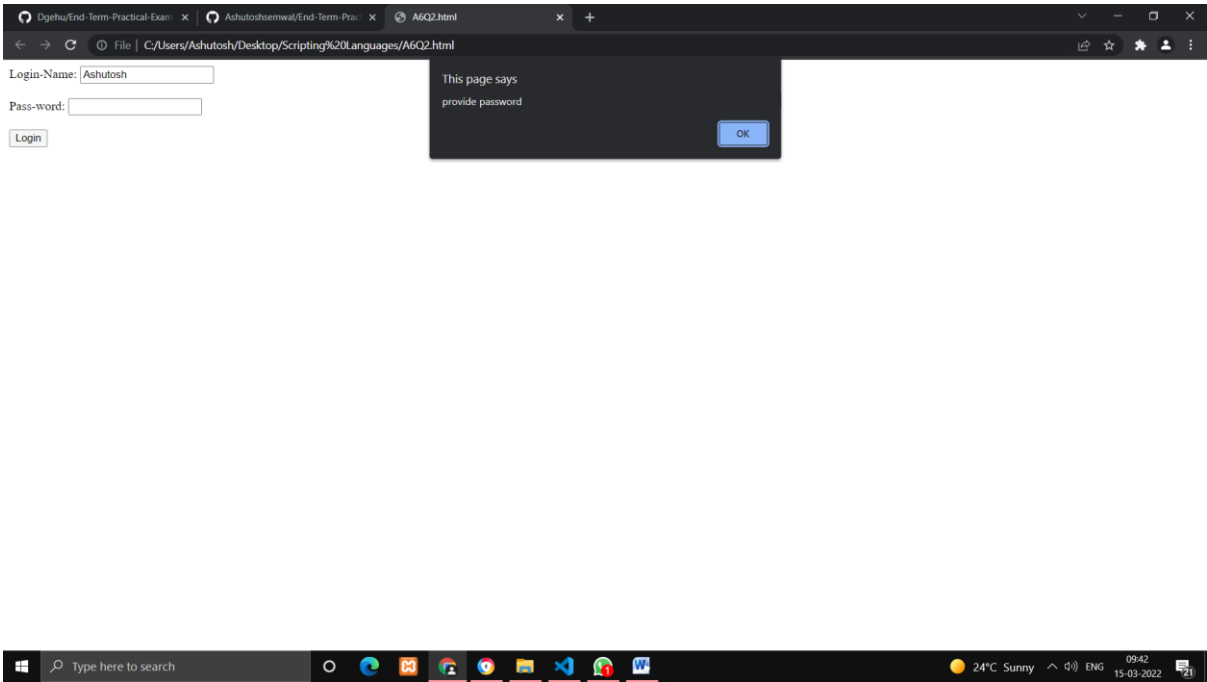 Dgehu/End-Term-Practical-Exam
Ashutoshsemwal/End-Term-Pract
A6Q2.html
File | C:/Users/Ashutosh/Desktop/Scripting%20Languages/A6Q2.html
Login-Name: Ashutosh
Pass-word:
Login
This page says
provide password
OK
Type here to search
24°C Sunny
ENG
09:42
15-03-2022
21